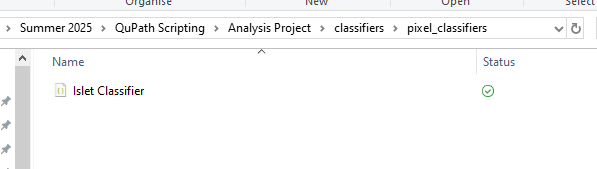 Organise New Open Select
> Summer 2025 > QuPath Scripting > Analysis Project > classifiers > pixel_classifiers
Name Status
Islet Classifier